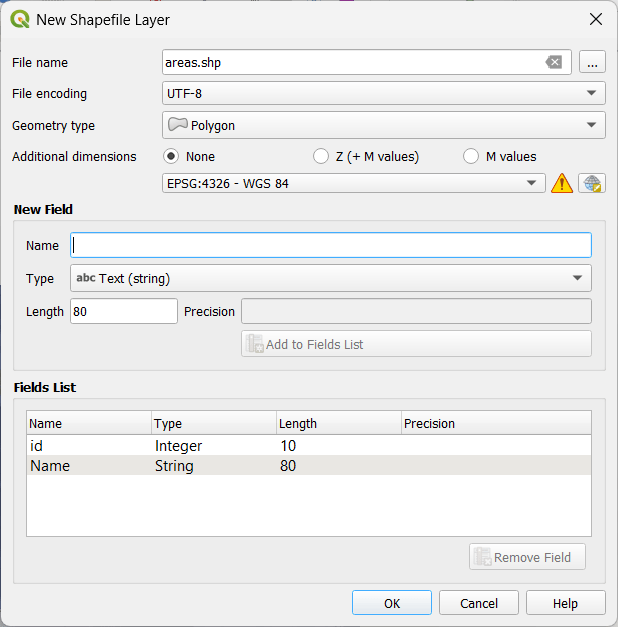 New Shapefile Layer
File name areas.shp ...
File encoding UTF-8
Geometry type Polygon
Additional dimensions None Z (+ M values) M values
EPSG:4326 - WGS 84
New Field
Name
Type abc Text (string)
Length 80 Precision
Add to Fields List
Fields List
Name Type Length Precision
id Integer 10
Name String 80
Remove Field
OK Cancel Help